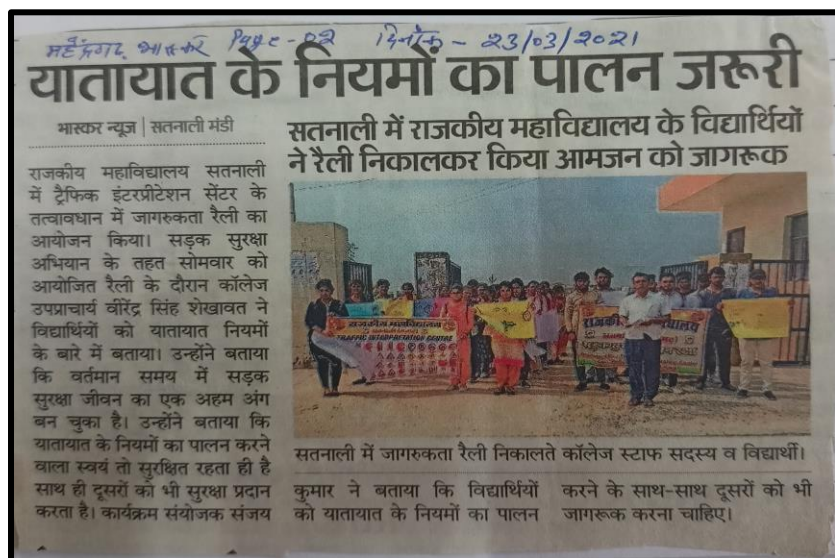 महेंद्रगढ़ भास्कर Page - 02 दिनाँक - 23/03/2021
यातायात के नियमों का पालन जरूरी
भास्कर न्यूज | सतनाली मंडी
राजकीय महाविद्यालय सतनाली
में ट्रैफिक इंटरप्रीटेशन सेंटर के
तत्वावधान में जागरुकता रैली का
आयोजन किया। सड़क सुरक्षा
अभियान के तहत सोमवार को
आयोजित रैली के दौरान कॉलेज
उपप्राचार्य वीरेंद्र सिंह शेखावत ने
विद्यार्थियों को यातायात नियमों
के बारे में बताया। उन्होंने बताया
कि वर्तमान समय में सड़क
सुरक्षा जीवन का एक अहम अंग
बन चुका है। उन्होंने बताया कि
यातायात के नियमों का पालन करने
वाला स्वयं तो सुरक्षित रहता ही है
साथ ही दूसरों को भी सुरक्षा प्रदान
करता है। कार्यक्रम संयोजक संजय
सतनाली में राजकीय महाविद्यालय के विद्यार्थियों
ने रैली निकालकर किया आमजन को जागरूक
राजकीय महाविद्यालय
TRAFFIC INTERPRETATION CENTRE
सतनाली में जागरुकता रैली निकालते कॉलेज स्टाफ सदस्य व विद्यार्थी।
कुमार ने बताया कि विद्यार्थियों
को यातायात के नियमों का पालन
करने के साथ-साथ दूसरों को भी
जागरूक करना चाहिए।